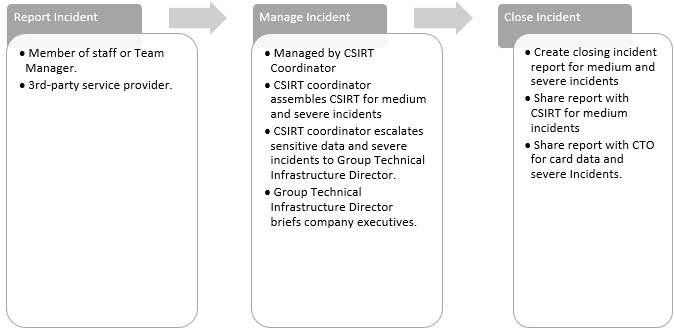 Report Incident
• Member of staff or Team
Manager.
• 3rd-party service provider.
Manage Incident
• Managed by CSIRT
Coordinator
• CSIRT coordinator
assembles CSIRT for medium
and severe incidents
• CSIRT coordinator escalates
sensitive data and severe
incidents to Group Technical
Infrastructure Director.
• Group Technical
Infrastructure Director
briefs company executives.
Close Incident
• Create closing incident
report for medium and
severe incidents
• Share report with
CSIRT for medium
incidents
• Share report with CTO
for card data and
severe Incidents.